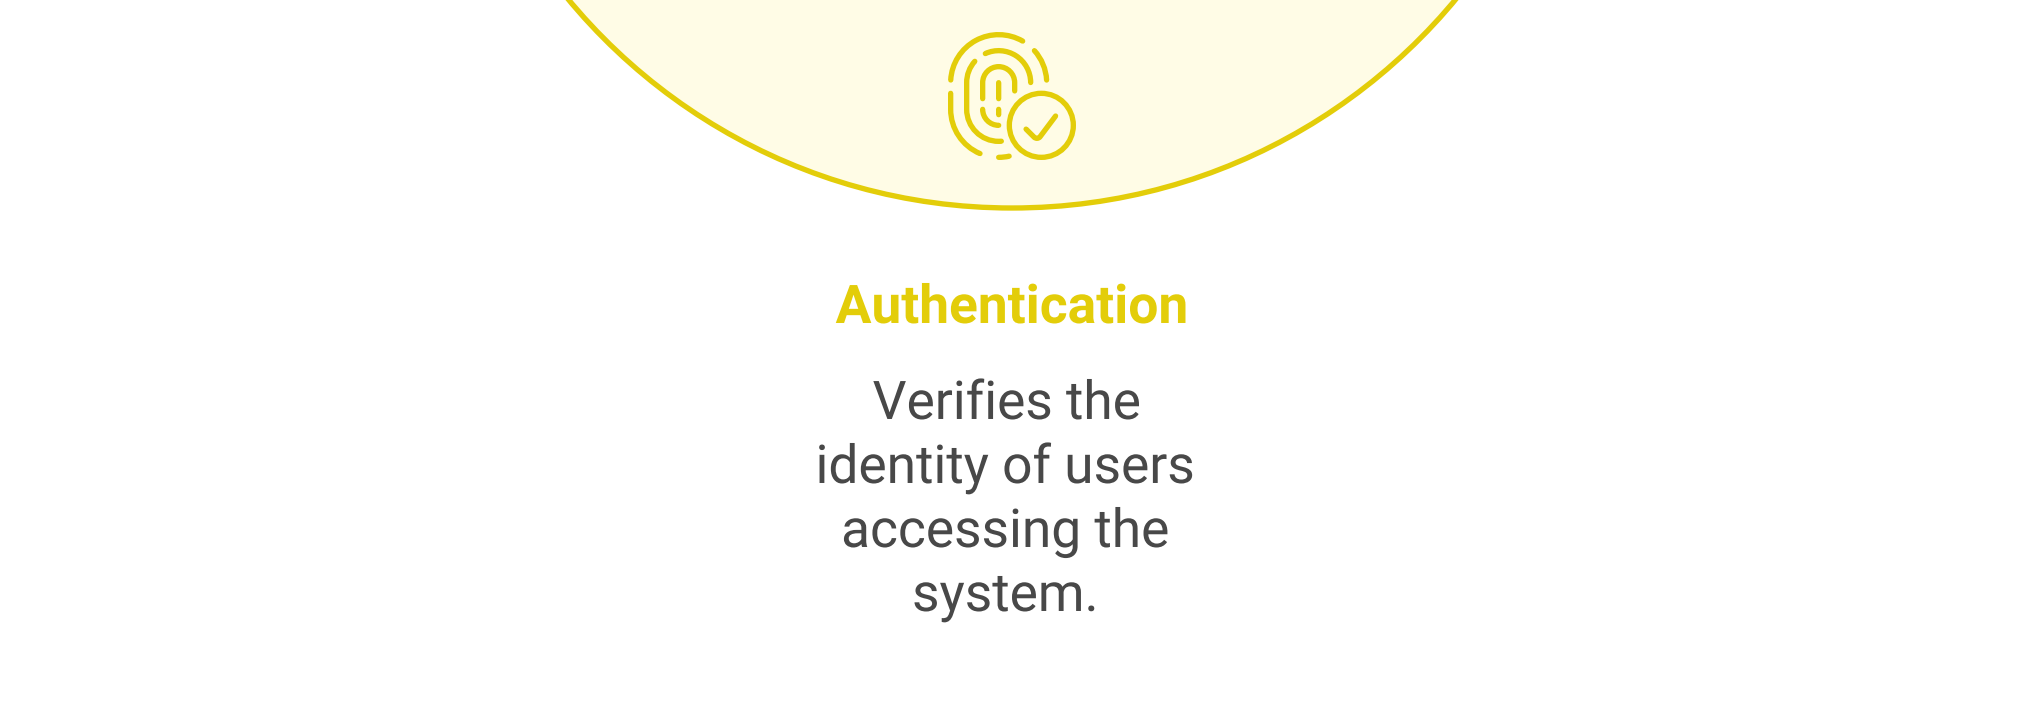 Authentication
Verifies the
identity of users
accessing the
system.